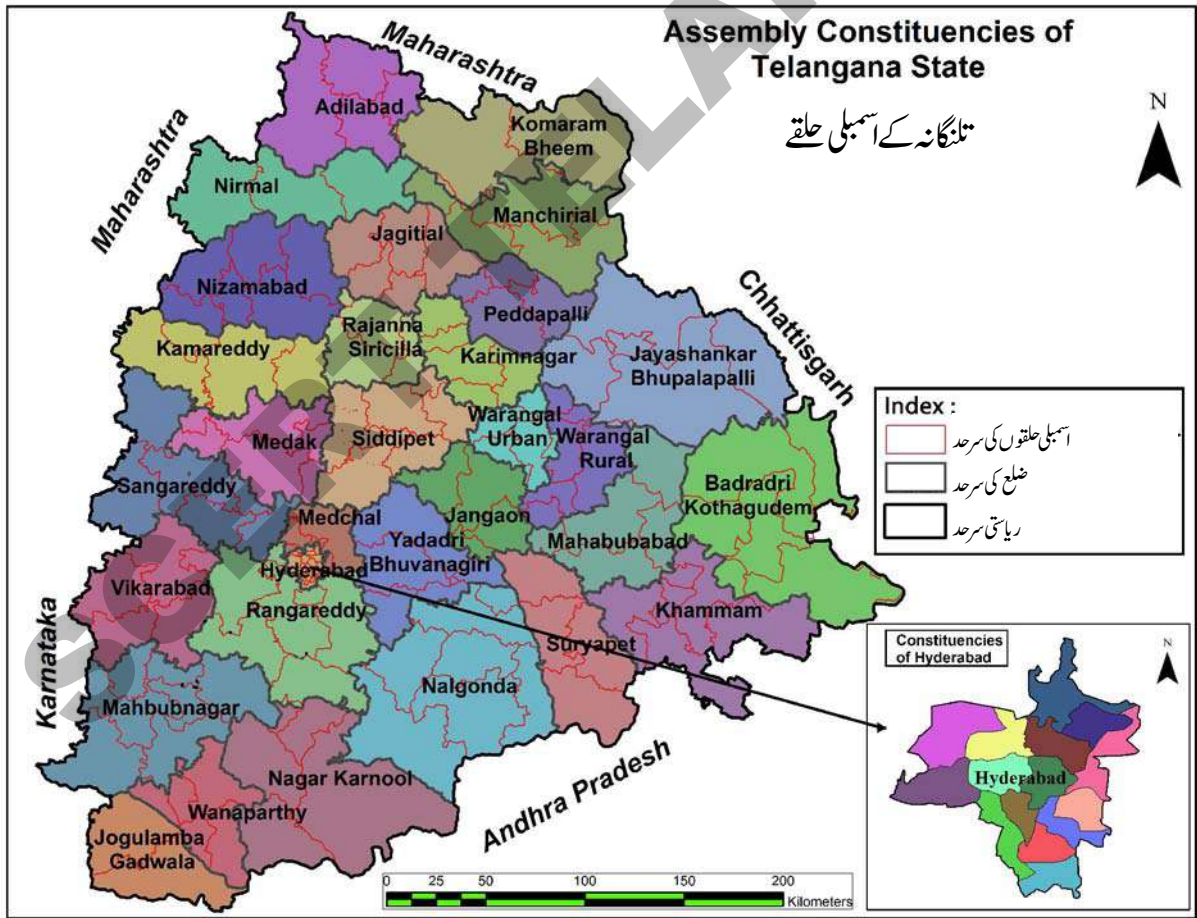 Assembly Constituencies of
Telangana State
تلنگانہ کے اسمبلی حلقے
N
Maharashtra
Maharashtra
Chhattisgarh
Karnataka
Andhra Pradesh
Adilabad
Komaram
Bheem
Nirmal
Manchirial
Jagitial
Nizamabad
Peddapalli
Rajanna
Siricilla
Kamareddy
Karimnagar
Jayashankar
Bhupalapalli
Medak
Siddipet
Warangal
Urban
Warangal
Rural
Sangareddy
Badradri
Kothagudem
Medchal
Jangaon
Yadadri
Bhuvanagiri
Mahabubabad
Hyderabad
Vikarabad
Rangareddy
Khammam
Suryapet
Nalgonda
Mahbubnagar
Nagar Karnool
Wanaparthy
Jogulamba
Gadwala
Index :
اسمبلی حلقوں کی سرحد
ضلع کی سرحد
ریاستی سرحد
Constituencies
of Hyderabad
N
Hyderabad
0 25 50 100 150 200
Kilometers
SCERT TELA